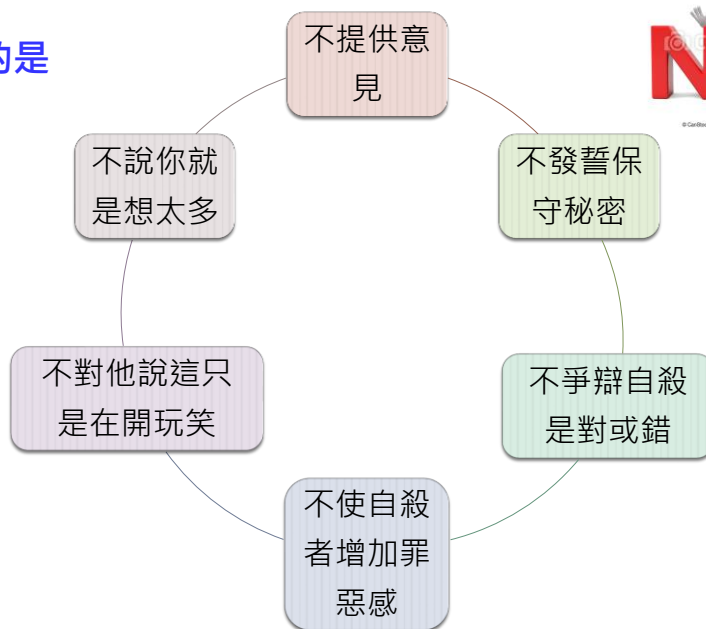 的是
不提供意
見
不發誓保
守秘密
不爭辯自殺
是對或錯
不使自殺
者增加罪
惡感
不對他說這只
是在開玩笑
不說你就
是想太多
N